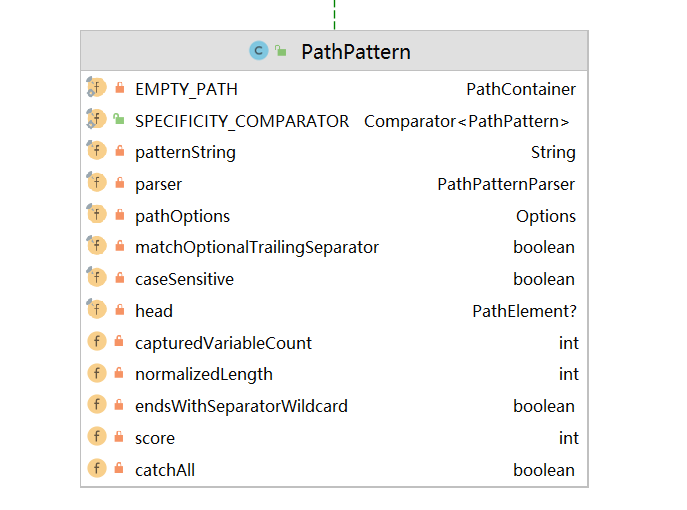 C PathPattern
f EMPTY_PATH PathContainer
f SPECIFICITY_COMPARATOR Comparator<PathPattern>
f patternString String
f parser PathPatternParser
f pathOptions Options
f matchOptionalTrailingSeparator boolean
f caseSensitive boolean
f head PathElement?
f capturedVariableCount int
f normalizedLength int
f endsWithSeparatorWildcard boolean
f score int
f catchAll boolean